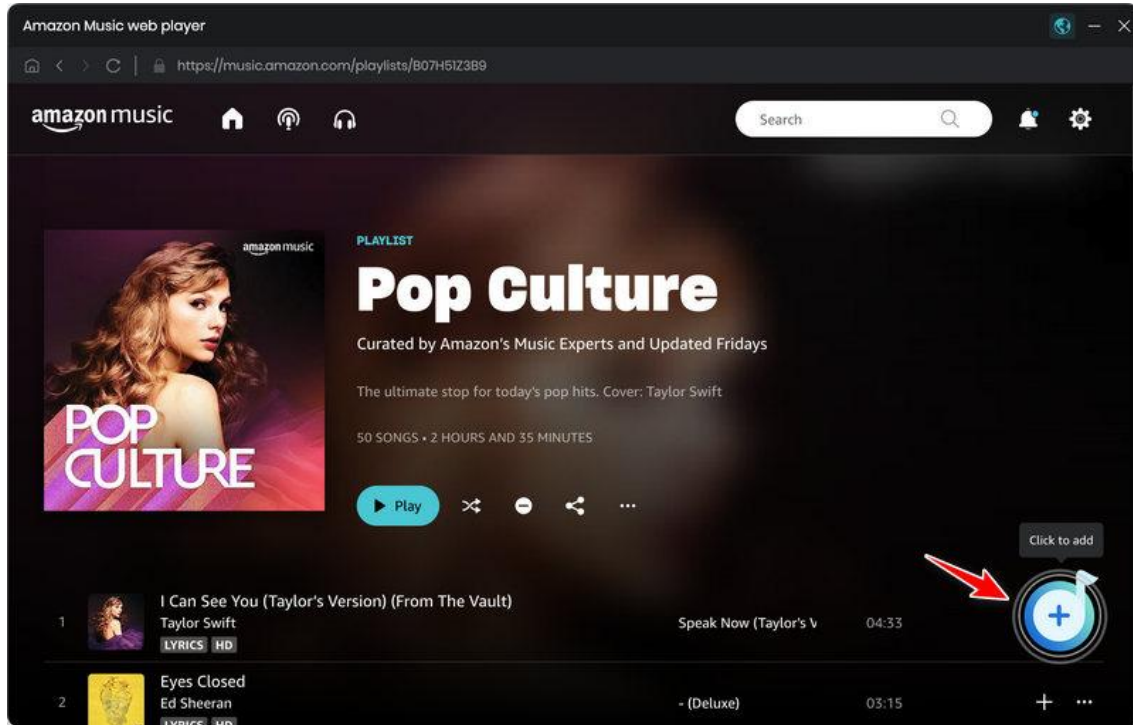 Amazon Music web player
https://music.amazon.com/playlists/B07H51Z3B9
amazon music
Search
amazon music
POP
CULTURE
PLAYLIST
Pop Culture
Curated by Amazon's Music Experts and Updated Fridays
The ultimate stop for today's pop hits. Cover: Taylor Swift
50 SONGS • 2 HOURS AND 35 MINUTES
Play
Click to add
1
I Can See You (Taylor's Version) (From The Vault)
Taylor Swift
LYRICS HD
Speak Now (Taylor's V
04:33
2
Eyes Closed
Ed Sheeran
LYRICS HD
- (Deluxe)
03:15